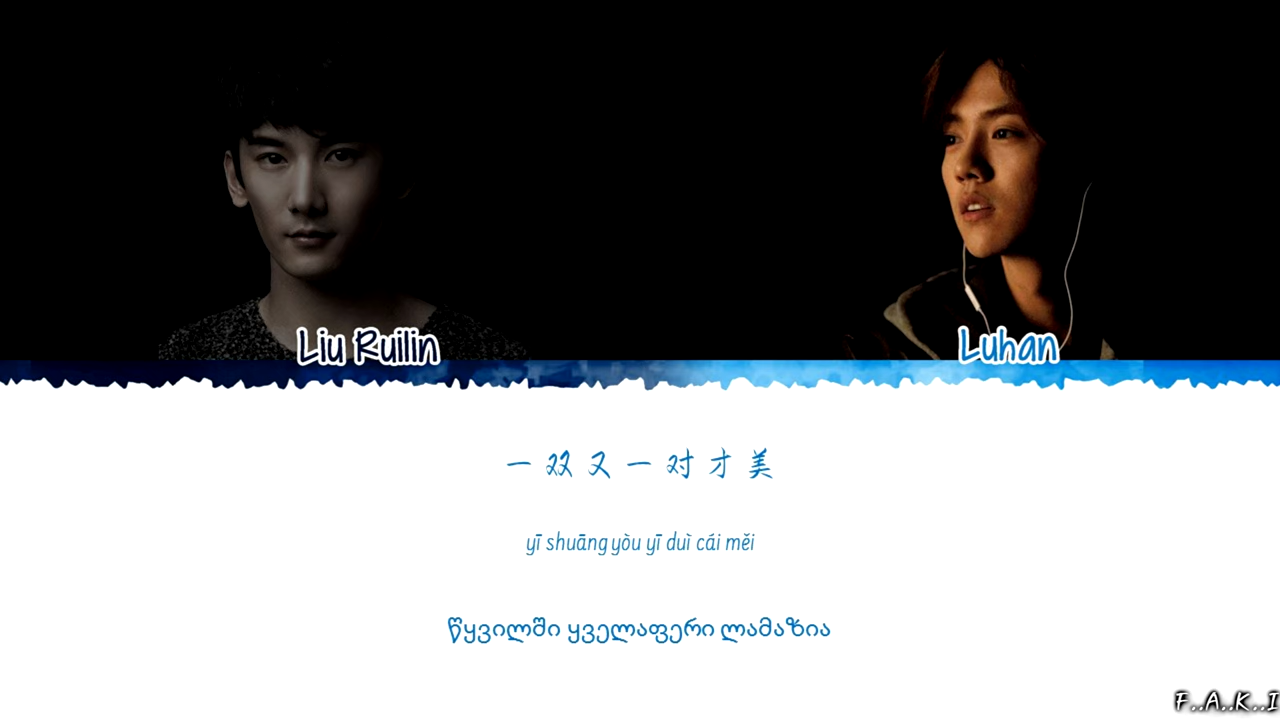 Liu Ruilin
Luhan
一双又一对才美
yī shuāng yòu yī duì cái měi
წყვილში ყველაფერი ლამაზია
F..A..K..I